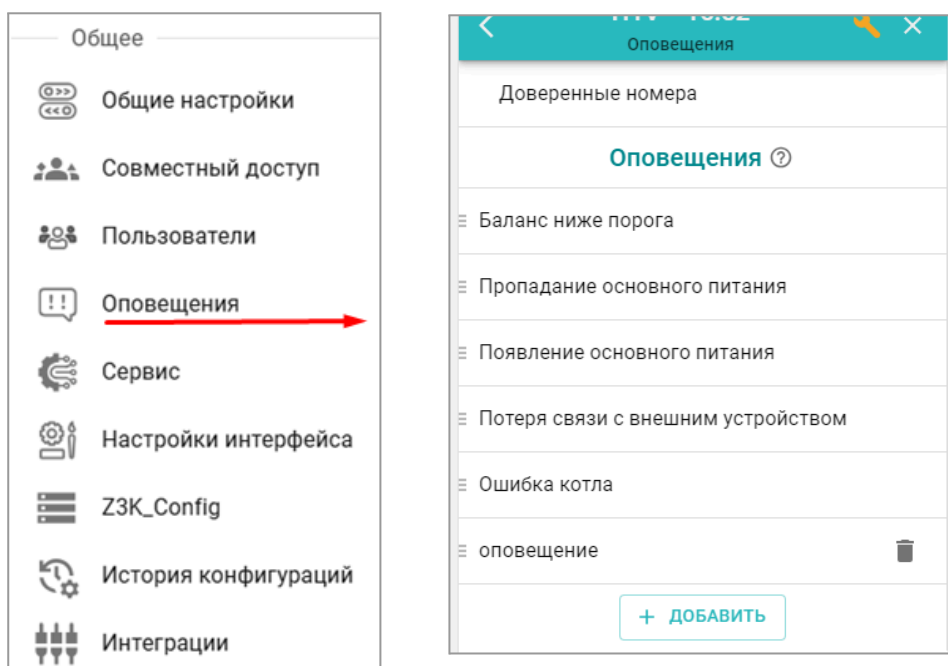 Общее
Общие настройки
Совместный доступ
Пользователи
Оповещения
Сервис
Настройки интерфейса
Z3K_Config
История конфигураций
Интеграции
Оповещения
Доверенные номера
Оповещения
Баланс ниже порога
Пропадание основного питания
Появление основного питания
Потеря связи с внешним устройством
Ошибка котла
оповещение
+ ДОБАВИТЬ